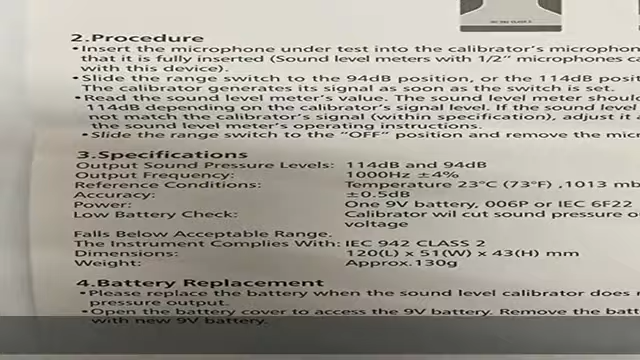 IEC 942 CLASS 2
2.Procedure
•Insert the microphone under test into the calibrator's microphon
that it is fully inserted (Sound level meters with 1/2" microphones ca
with this device).
•Slide the range switch to the 94dB position, or the 114dB posi
The calibrator generates its signal as soon as the switch is set.
•Read the sound level meter's value. The sound level meter shoul
114dB depending on the calibrator's signal level. If the sound level
not match the calibrator's signal (within specification), adjust it a
the sound level meter's operating instructions.
•Slide the range switch to the "OFF" position and remove the micr
3.Specifications
Output Sound Pressure Levels: 114dB and 94dB
Output Frequency: 1000Hz ±4%
Reference Conditions: Temperature 23°C (73°F) ,1013 mb
Accuracy: ±0.5dB
Power: One 9V battery, 006P or IEC 6F22
Low Battery Check: Calibrator wil cut sound pressure o
voltage
Falls Below Acceptable Range.
The Instrument Complies With: IEC 942 CLASS 2
Dimensions: 120(L) x 51(W) x 43(H) mm
Weight: Approx.130g
4.Battery Replacement
•Please replace the battery when the sound level calibrator does n
pressure output.
•Open the battery cover to access the 9V battery. Remove the batt
with new 9V battery.